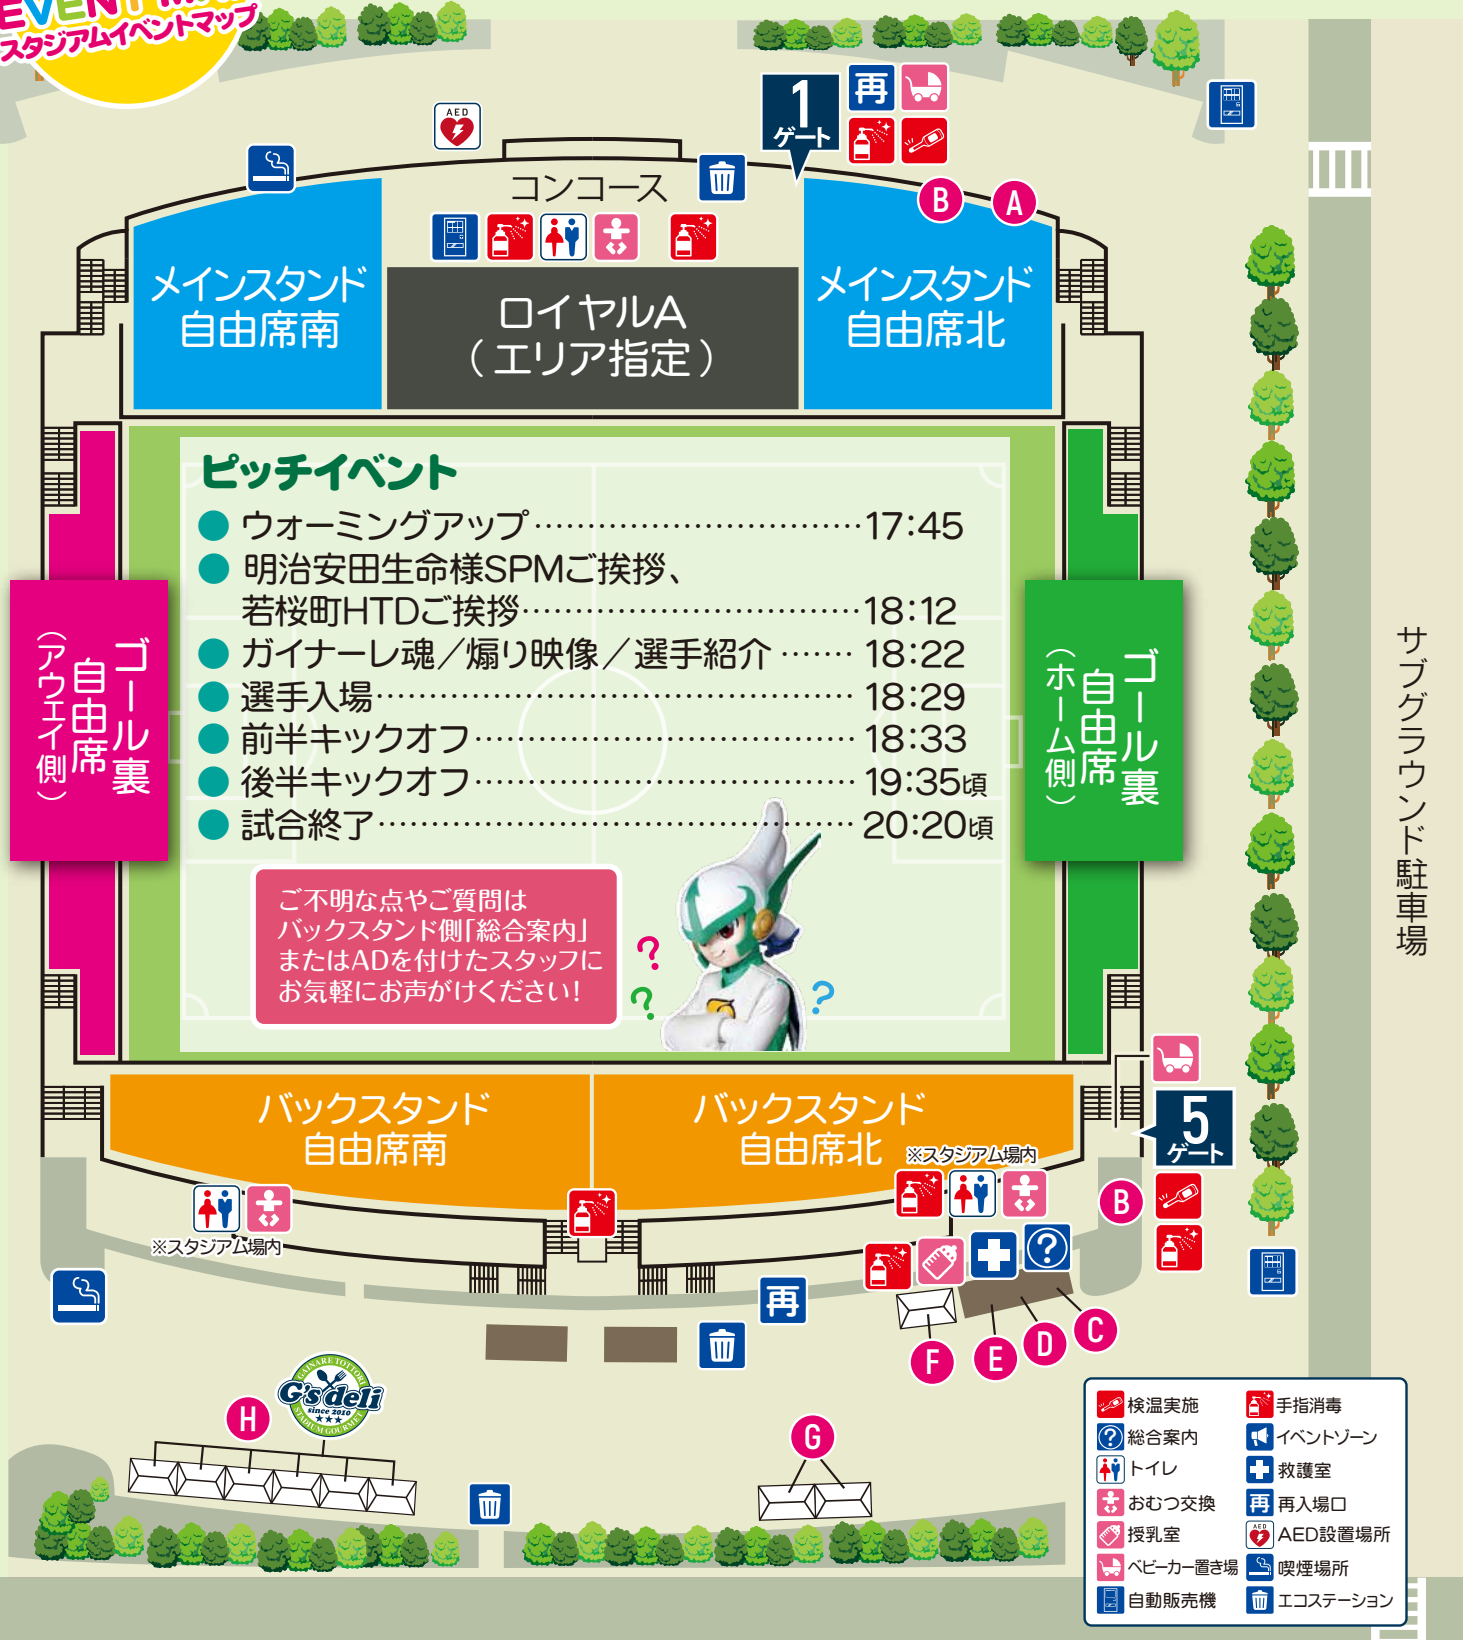 スタジアムイベントマップ
AED
1
ゲート
再
コンコース
B
A
メインスタンド
自由席南
ロイヤルA
(エリア指定)
メインスタンド
自由席北
ピッチイベント
● ウォーミングアップ……………………………17:45
● 明治安田生命様SPMご挨拶、
若桜町HTDご挨拶……………………………18:12
● ガイナーレ魂/煽り映像/選手紹介……18:22
● 選手入場……………………………18:29
● 前半キックオフ……………………………18:33
● 後半キックオフ……………………………19:35頃
● 試合終了……………………………20:20頃
ゴール裏
自由席
(アウェイ側)
ゴール裏
自由席
(ホーム側)
サブグラウンド駐車場
ご不明な点やご質問は
バックスタンド側「総合案内」
またはADを付けたスタッフに
お気軽にお声がけください!
?
?
?
バックスタンド
自由席南
バックスタンド
自由席北
※スタジアム場内
5
ゲート
B
※スタジアム場内
?
再
F
E
D
C
H
GAINARE TOTTORI
G's deli
since 2010
STADIUM GOURMET
G
検温実施
手指消毒
総合案内
イベントゾーン
トイレ
救護室
おむつ交換
再 再入場口
授乳室
AED AED設置場所
ベビーカー置き場
喫煙場所
自動販売機
エコステーション